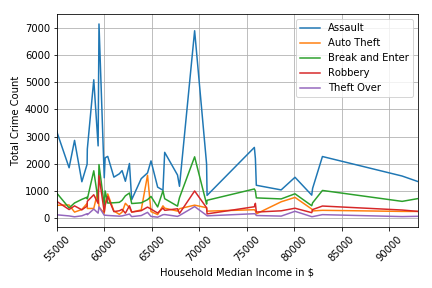 7000
6000
5000
4000
3000
2000
1000
0
Total Crime Count
Assault
Auto Theft
Break and Enter
Robbery
Theft Over
55000
60000
65000
70000
75000
80000
85000
90000
Household Median Income in $